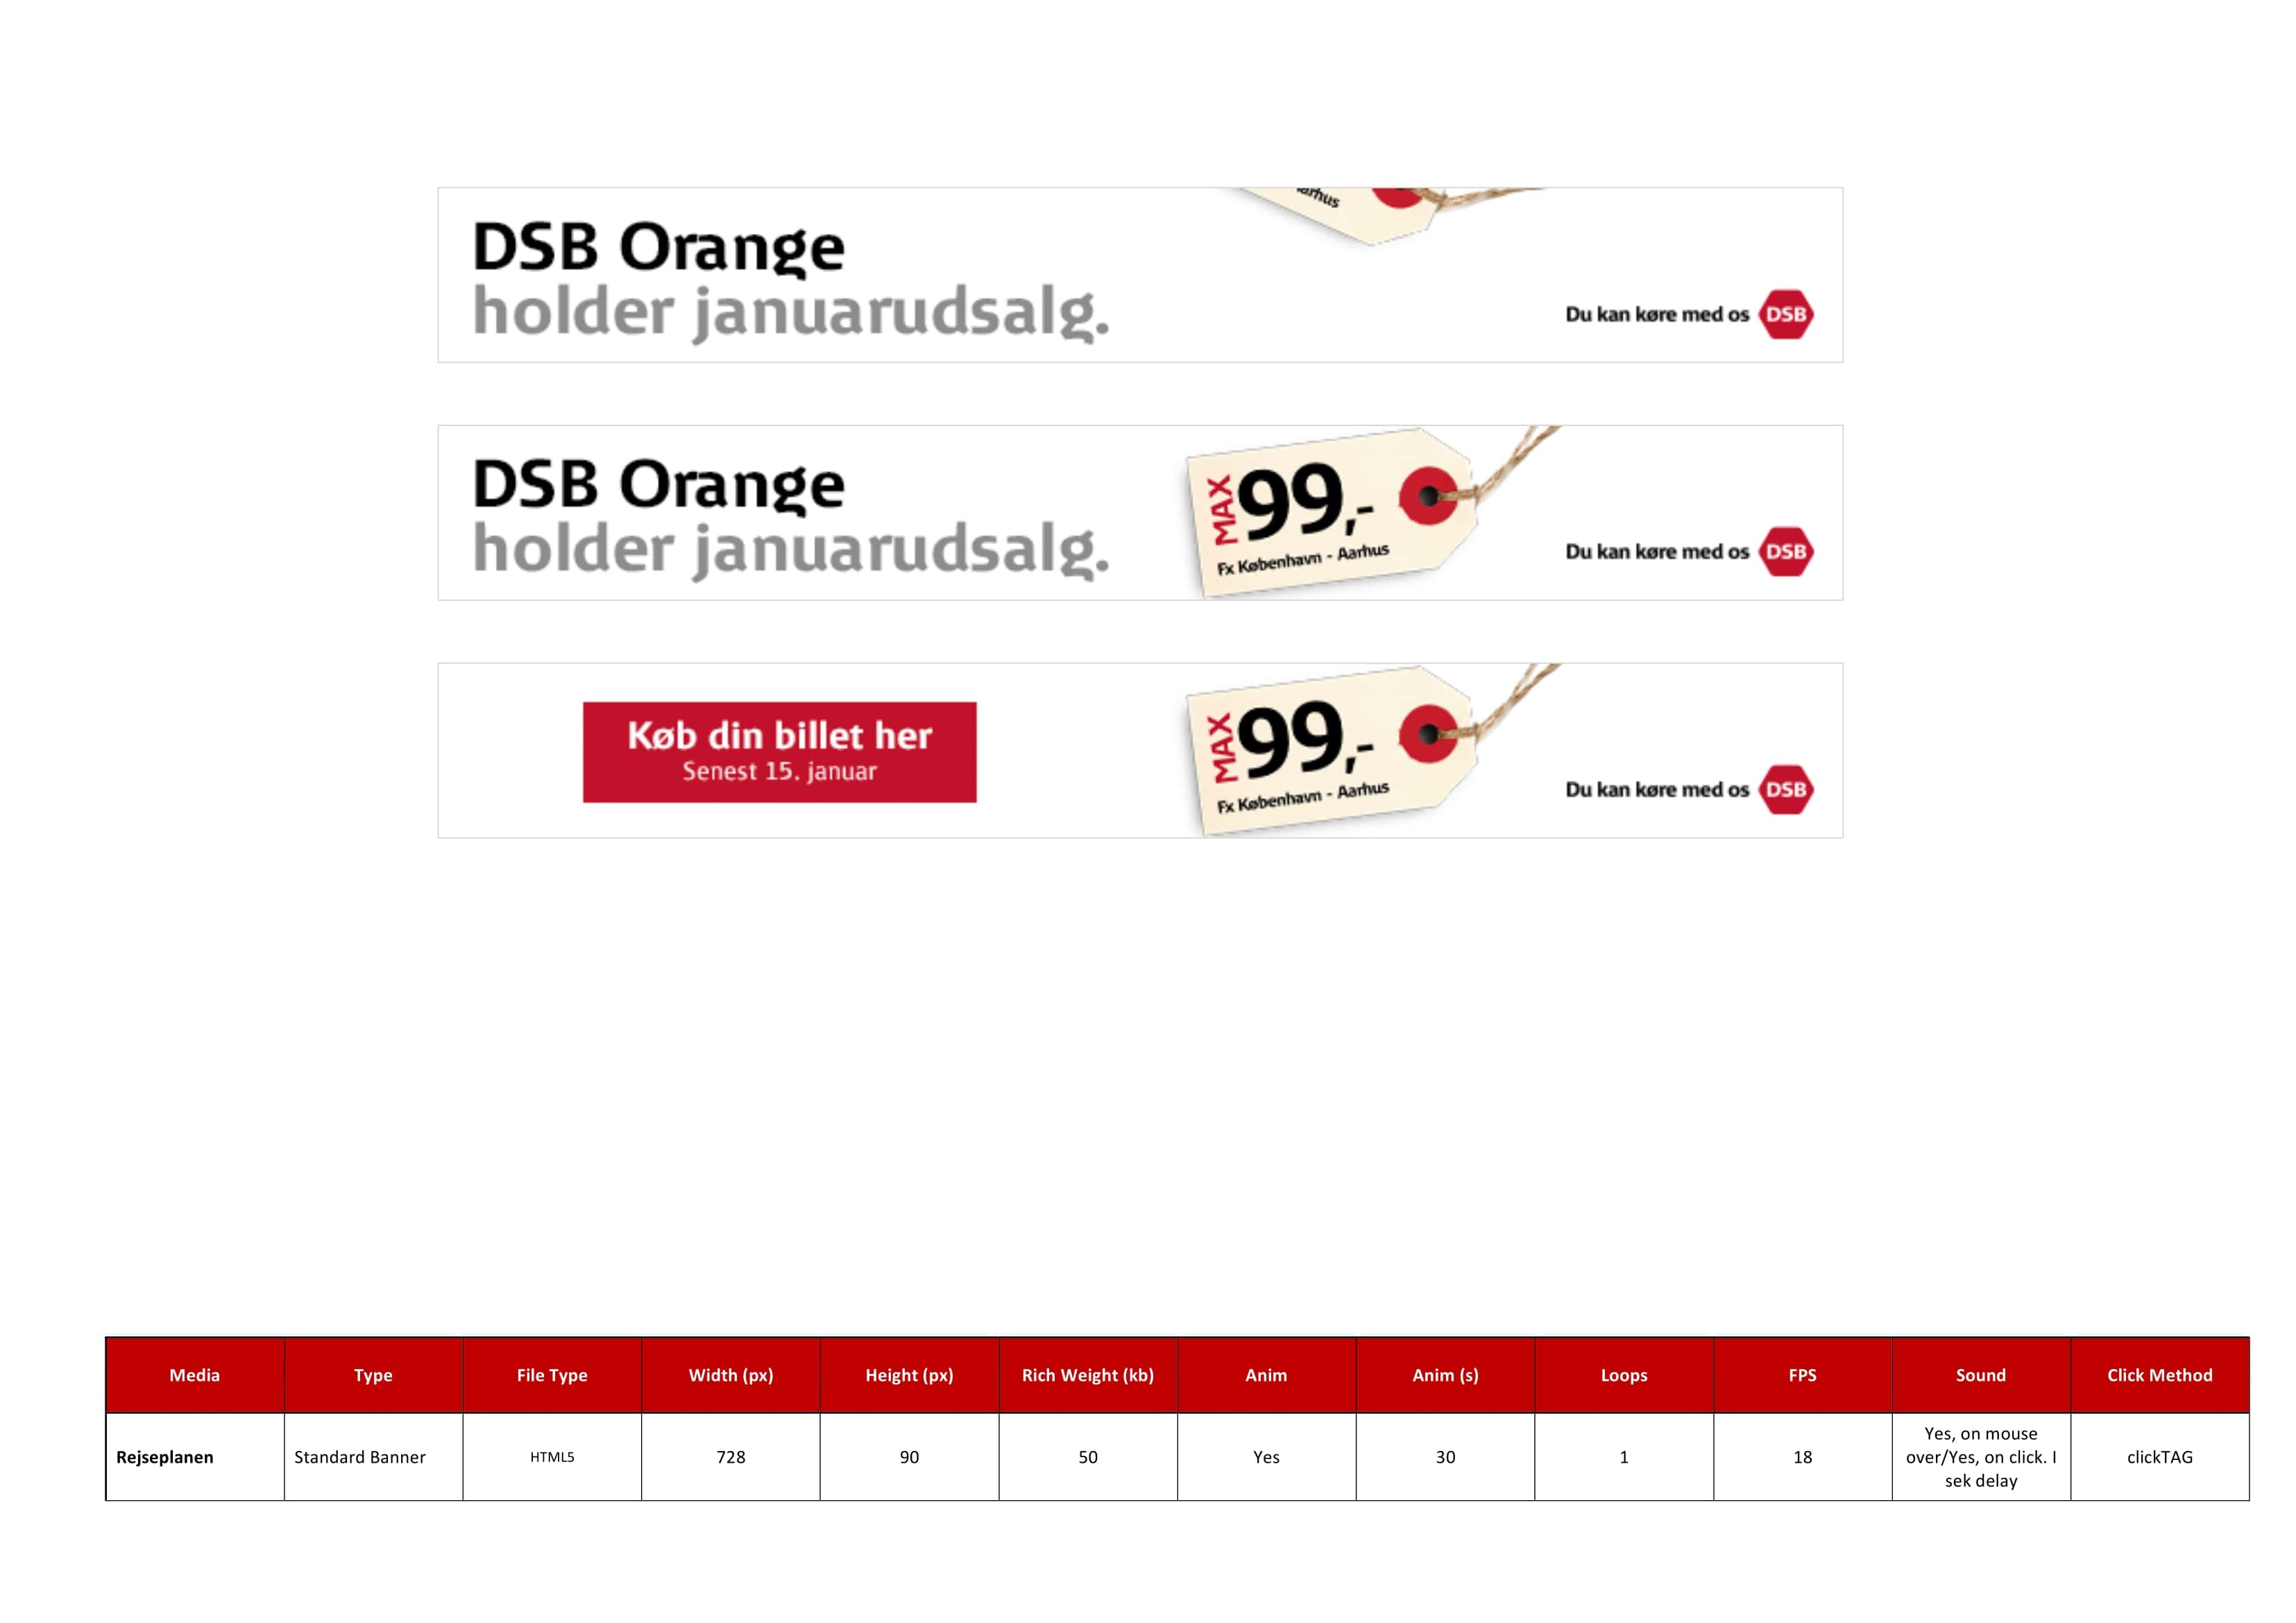 arhus
DSB Orange
holder januarudsalg.
Du kan køre med os DSB
DSB Orange
holder januarudsalg.
MAX 99,-
Fx København - Aarhus
Du kan køre med os DSB
Køb din billet her
Senest 15. januar
MAX 99,-
Fx København - Aarhus
Du kan køre med os DSB
Media Type File Type Width (px) Height (px) Rich Weight (kb) Anim Anim (s) Loops FPS Sound Click Method
Rejseplanen Standard Banner HTML5 728 90 50 Yes 30 1 18 Yes, on mouse
over/Yes, on click. I
sek delay
clickTAG